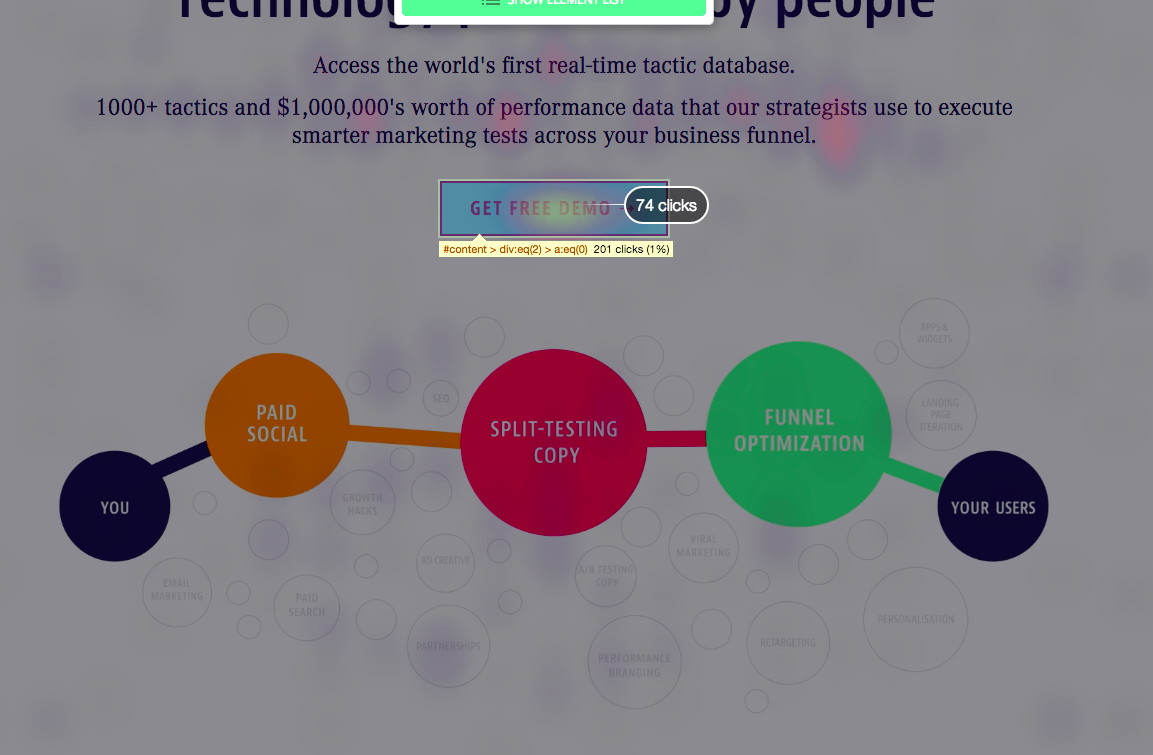 SHOW ELEMENT LIST
by people
Access the world's first real-time tactic database.
1000+ tactics and $1,000,000's worth of performance data that our strategists use to execute
smarter marketing tests across your business funnel.
GET FREE DEMO →
74 clicks
#content > div:eq(2) > a:eq(0) 201 clicks (1%)
APPS &
WIDGETS
SEO
LANDING
PAGE
ITERATION
PAID
SOCIAL
SPLIT-TESTING
COPY
FUNNEL
OPTIMIZATION
YOU
GROWTH
HACKS
YOUR USERS
VIRAL
MARKETING
AD CREATIVE
A/B TESTING
COPY
EMAIL
MARKETING
PAID
SEARCH
PERSONALISATION
PARTNERSHIPS
RETARGETING
PERFORMANCE
BRANDING